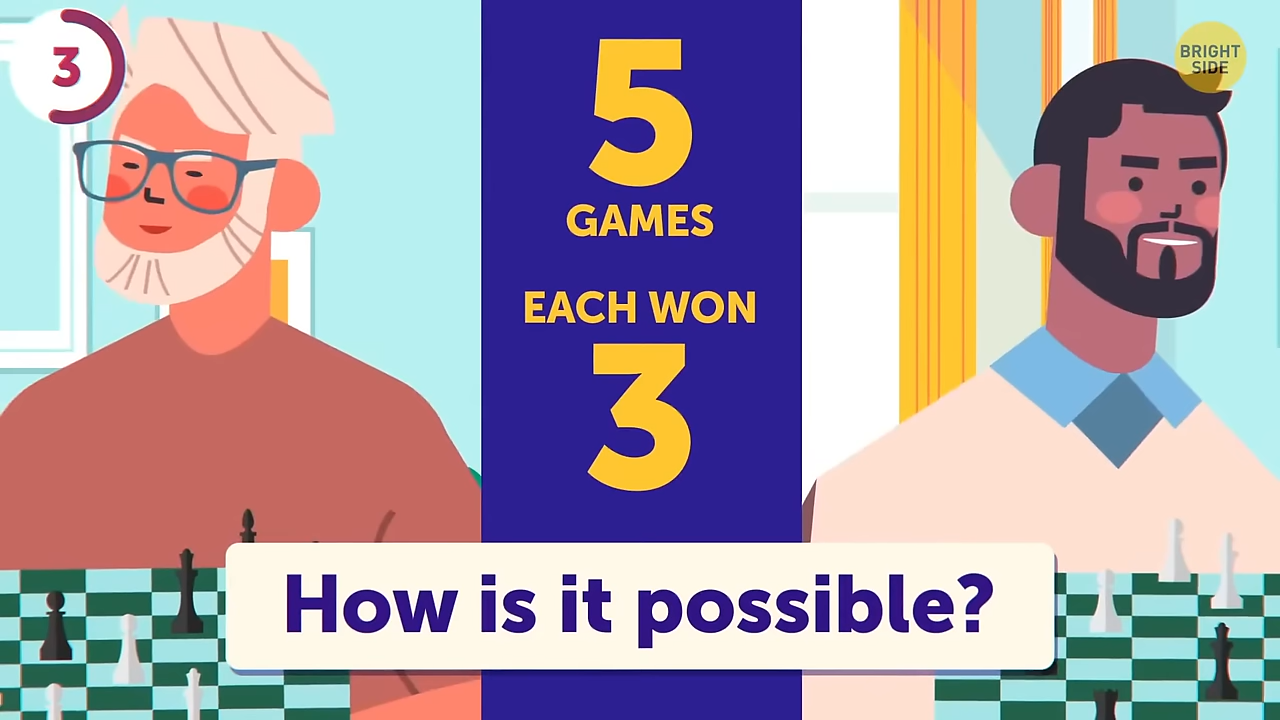 3
BRIGHT
SIDE
5
GAMES
EACH WON
3
How is it possible?